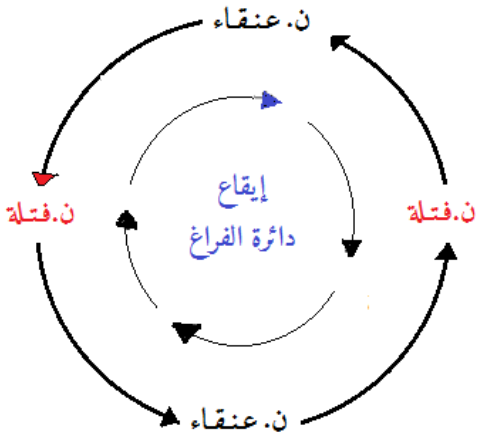 ن. عنقاء
ن.فتلة
إيقاع
دائرة الفراغ
ن.فتلة
ن. عنقاء